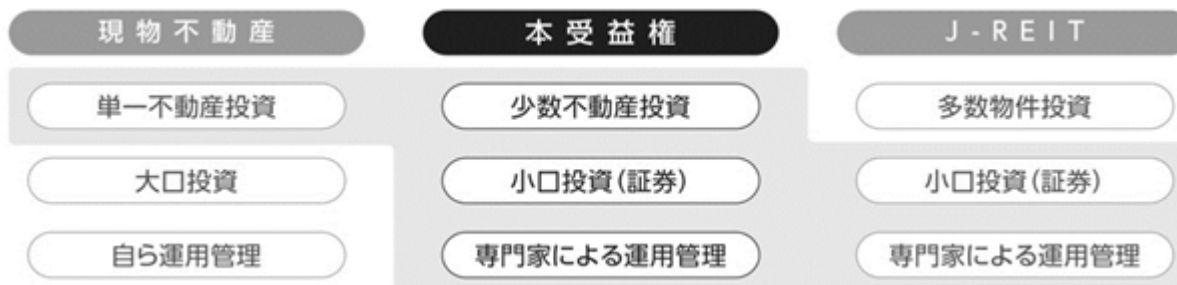 現物不動産 本受益権 J-REIT
単一不動産投資 少数不動産投資 多数物件投資
大口投資 小口投資(証券) 小口投資(証券)
自ら運用管理 専門家による運用管理 専門家による運用管理